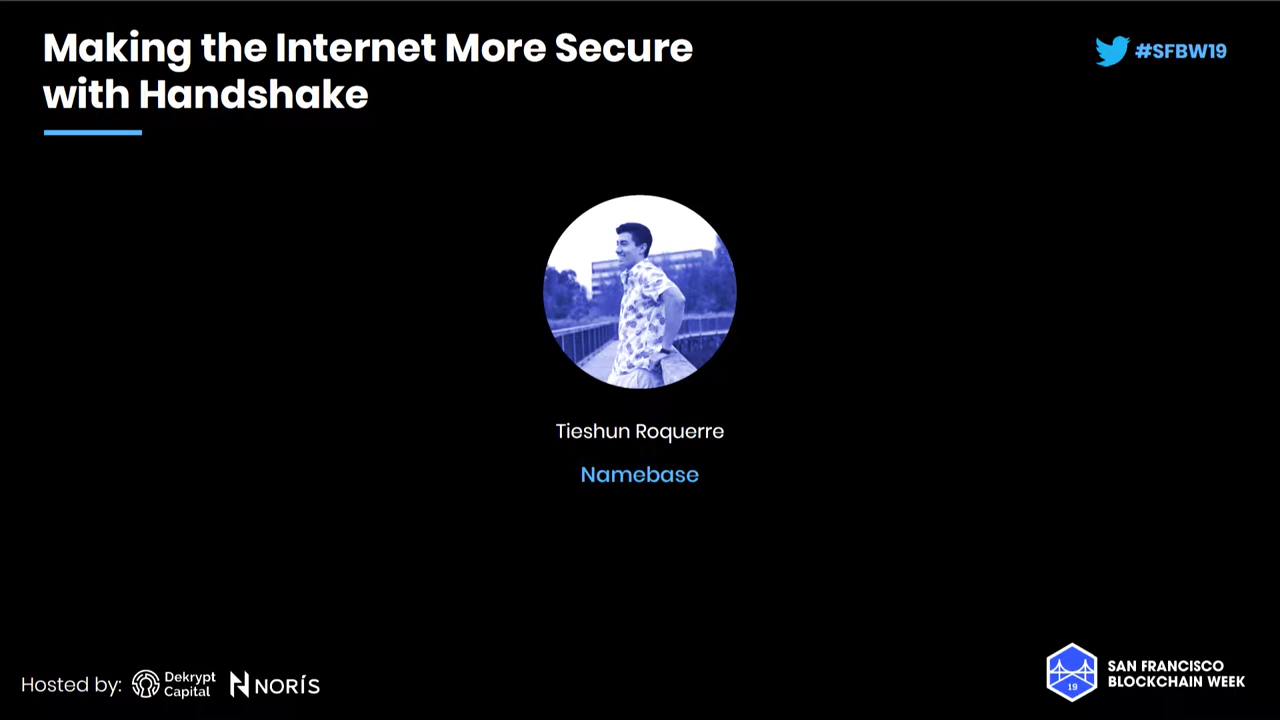 Making the Internet More Secure
with Handshake
#SFBW19
Tieshun Roquerre
Namebase
Hosted by:
Dekrypt
Capital
NORÍS
19
SAN FRANCISCO
BLOCKCHAIN WEEK